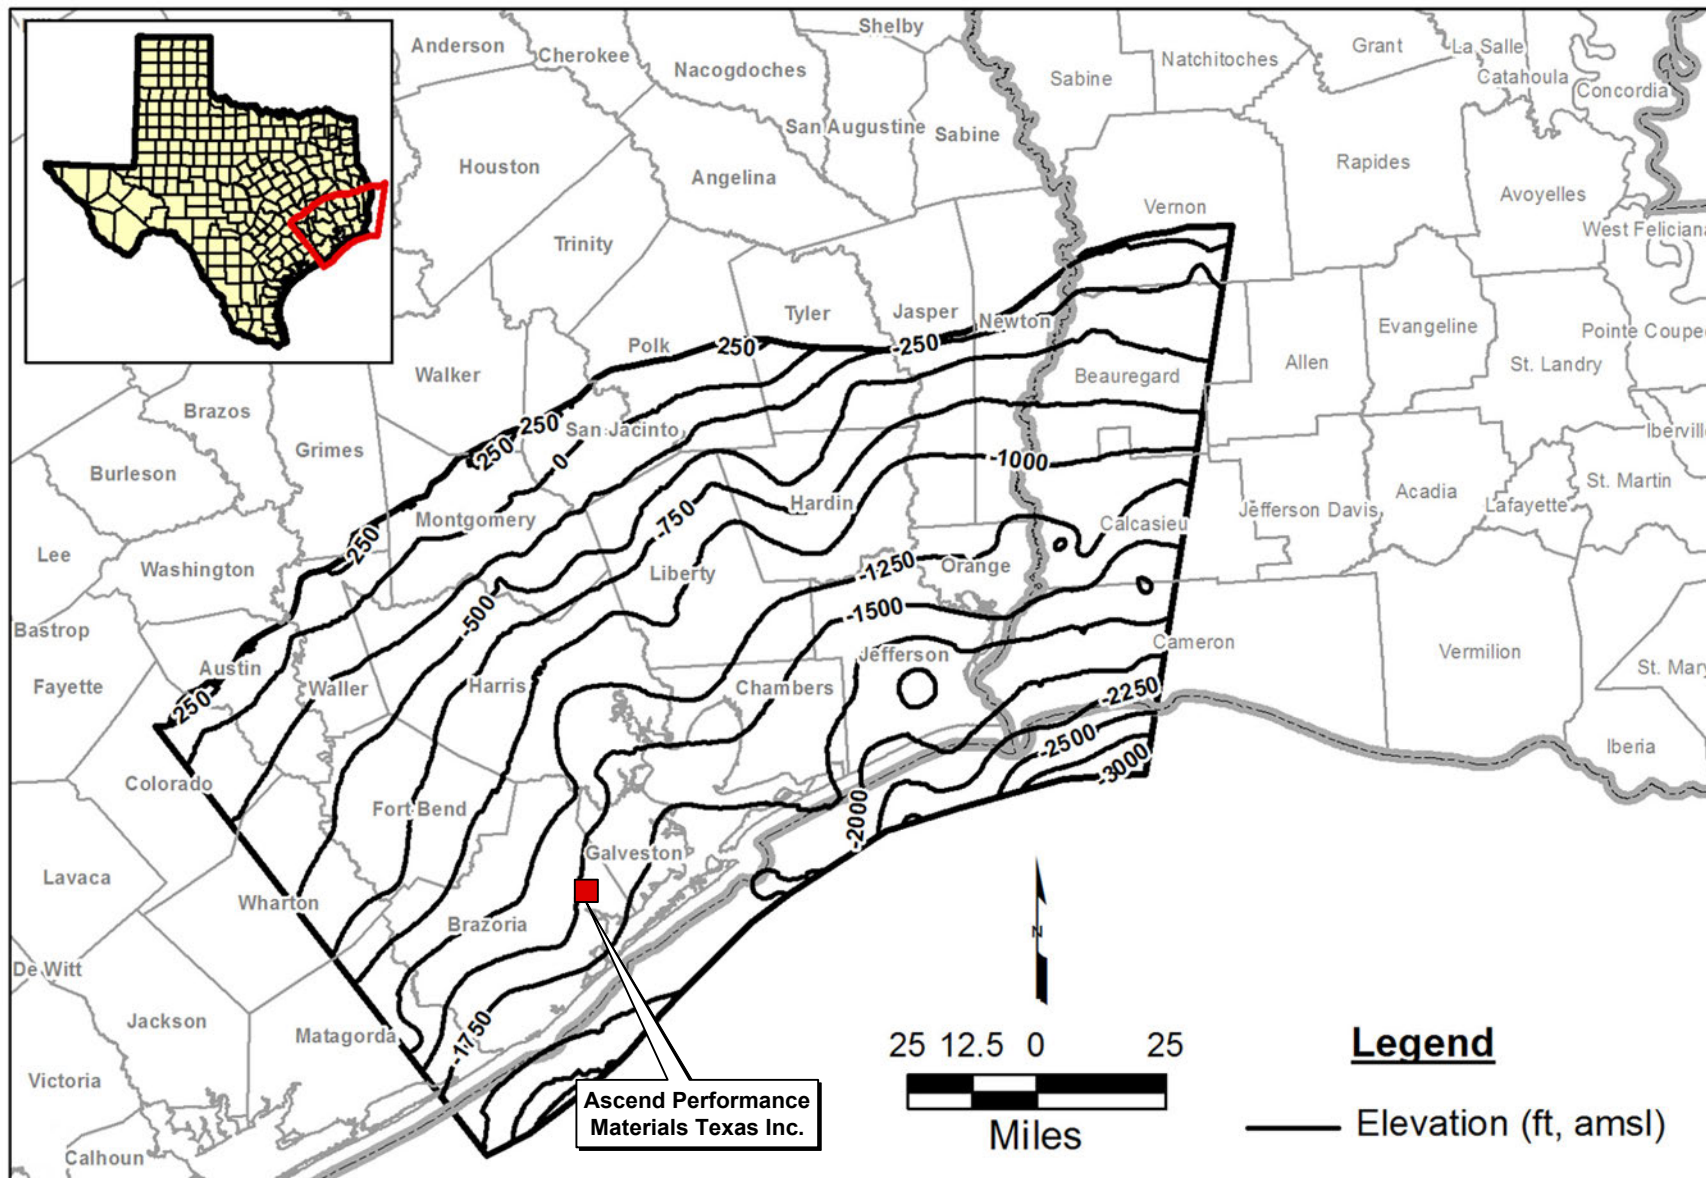 Shelby
Anderson
Cherokee
Nacogdoches
Sabine
Natchitoches
Grant
La Salle
Catahoula
Concordia
San Augustine
Sabine
Houston
Angelina
Rapides
Avoyelles
Vernon
West Feliciana
Trinity
Tyler
Jasper
Newton
Evangeline
Pointe Coupee
Polk
250
-250
Walker
Beauregard
Allen
St. Landry
Brazos
250
San Jacinto
Iberville
Grimes
250
0
-1000
Burleson
Hardin
Acadia
St. Martin
Lafayette
Montgomery
-750
Calcasieu
Jefferson Davis
250
Lee
Washington
Liberty
-1250
Orange
-500
-1500
Bastrop
Cameron
Austin
Jefferson
Vermilion
St. Mary
Fayette
Waller
Harris
Chambers
-2250
250
-2500
Iberia
Colorado
-3000
Fort Bend
-2000
Galveston
Lavaca
Wharton
Brazoria
De Witt
N
Jackson
Matagorda
-1750
25 12.5 0 25
Legend
Victoria
Ascend Performance
Materials Texas Inc.
Miles
Elevation (ft, amsl)
Calhoun